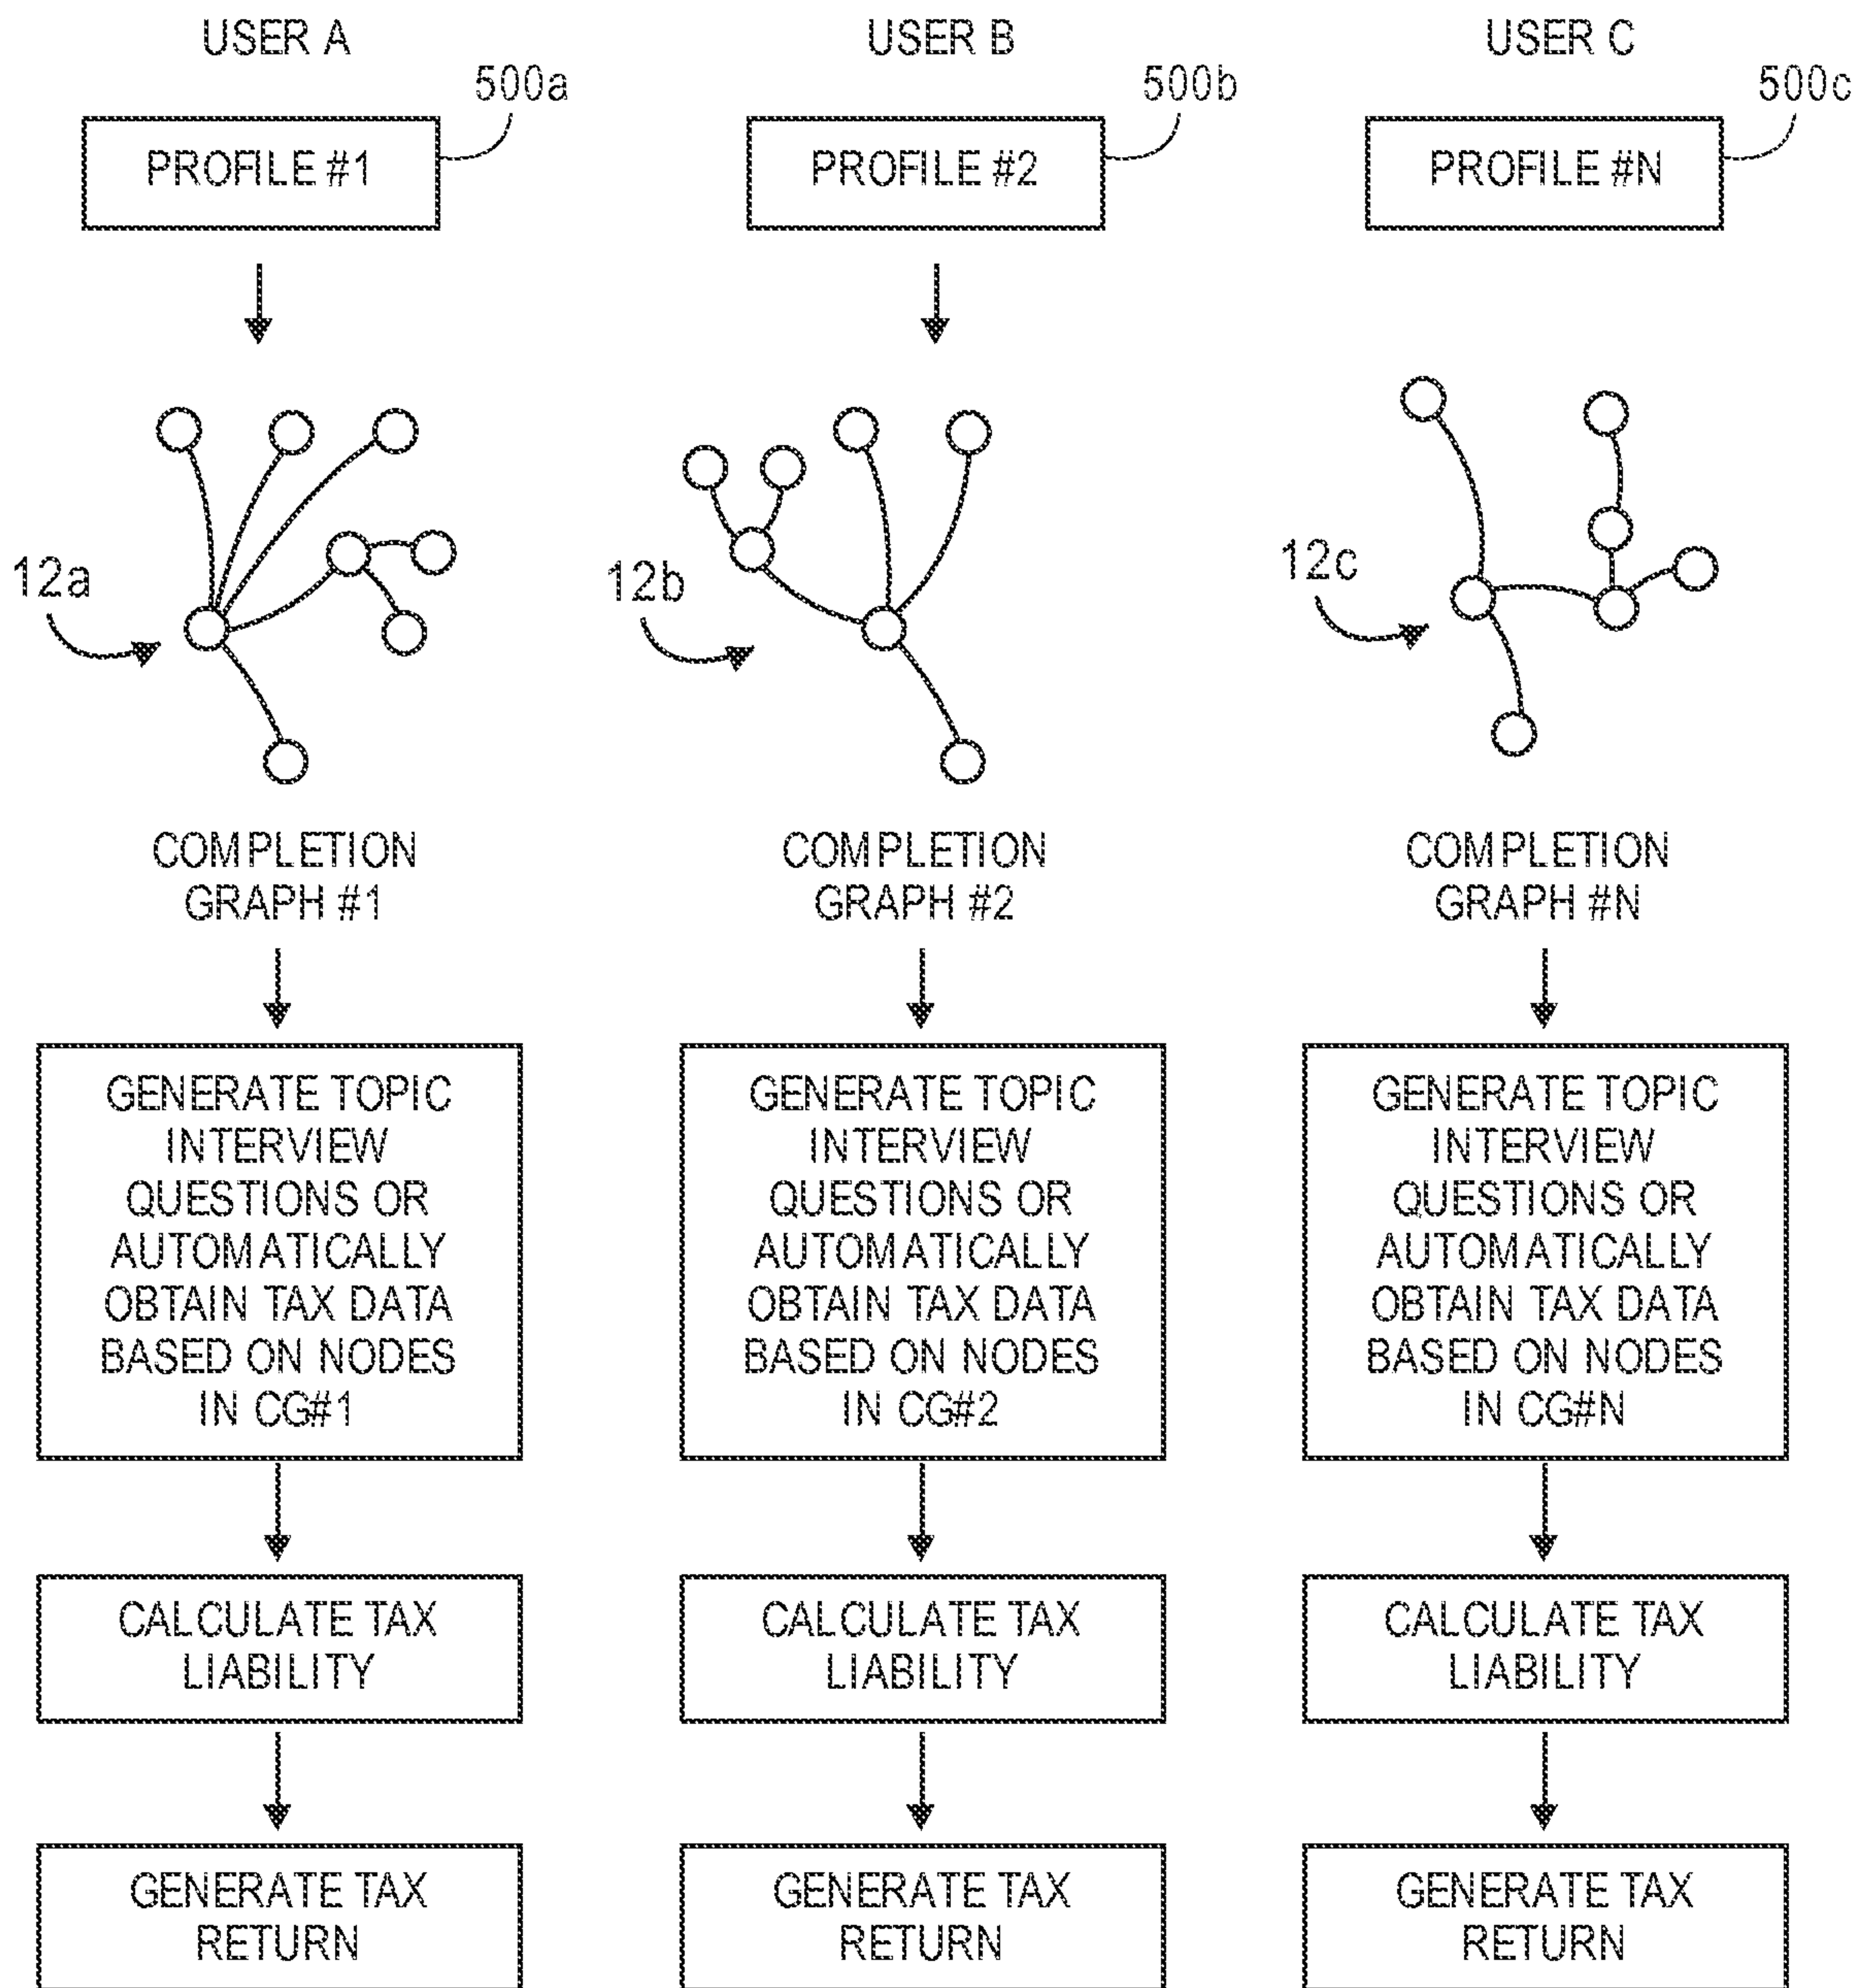 USER A
500a
PROFILE #1
12a
COMPLETION
GRAPH #1
GENERATE TOPIC
INTERVIEW
QUESTIONS OR
AUTOMATICALLY
OBTAIN TAX DATA
BASED ON NODES
IN CG#1
CALCULATE TAX
LIABILITY
GENERATE TAX
RETURN
USER B
500b
PROFILE #2
12b
COMPLETION
GRAPH #2
GENERATE TOPIC
INTERVIEW
QUESTIONS OR
AUTOMATICALLY
OBTAIN TAX DATA
BASED ON NODES
IN CG#2
CALCULATE TAX
LIABILITY
GENERATE TAX
RETURN
USER C
500c
PROFILE #N
12c
COMPLETION
GRAPH #N
GENERATE TOPIC
INTERVIEW
QUESTIONS OR
AUTOMATICALLY
OBTAIN TAX DATA
BASED ON NODES
IN CG#N
CALCULATE TAX
LIABILITY
GENERATE TAX
RETURN